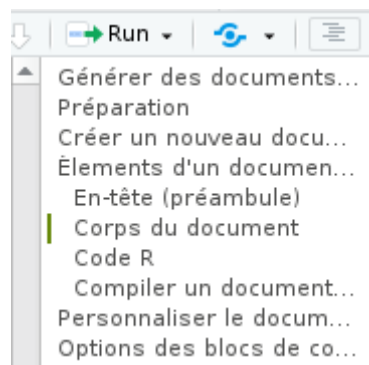 Run
Générer des documents...
Préparation
Créer un nouveau docu...
Élements d'un documen...
En-tête (préambule)
Corps du document
Code R
Compiler un document...
Personnaliser le docum...
Options des blocs de co...